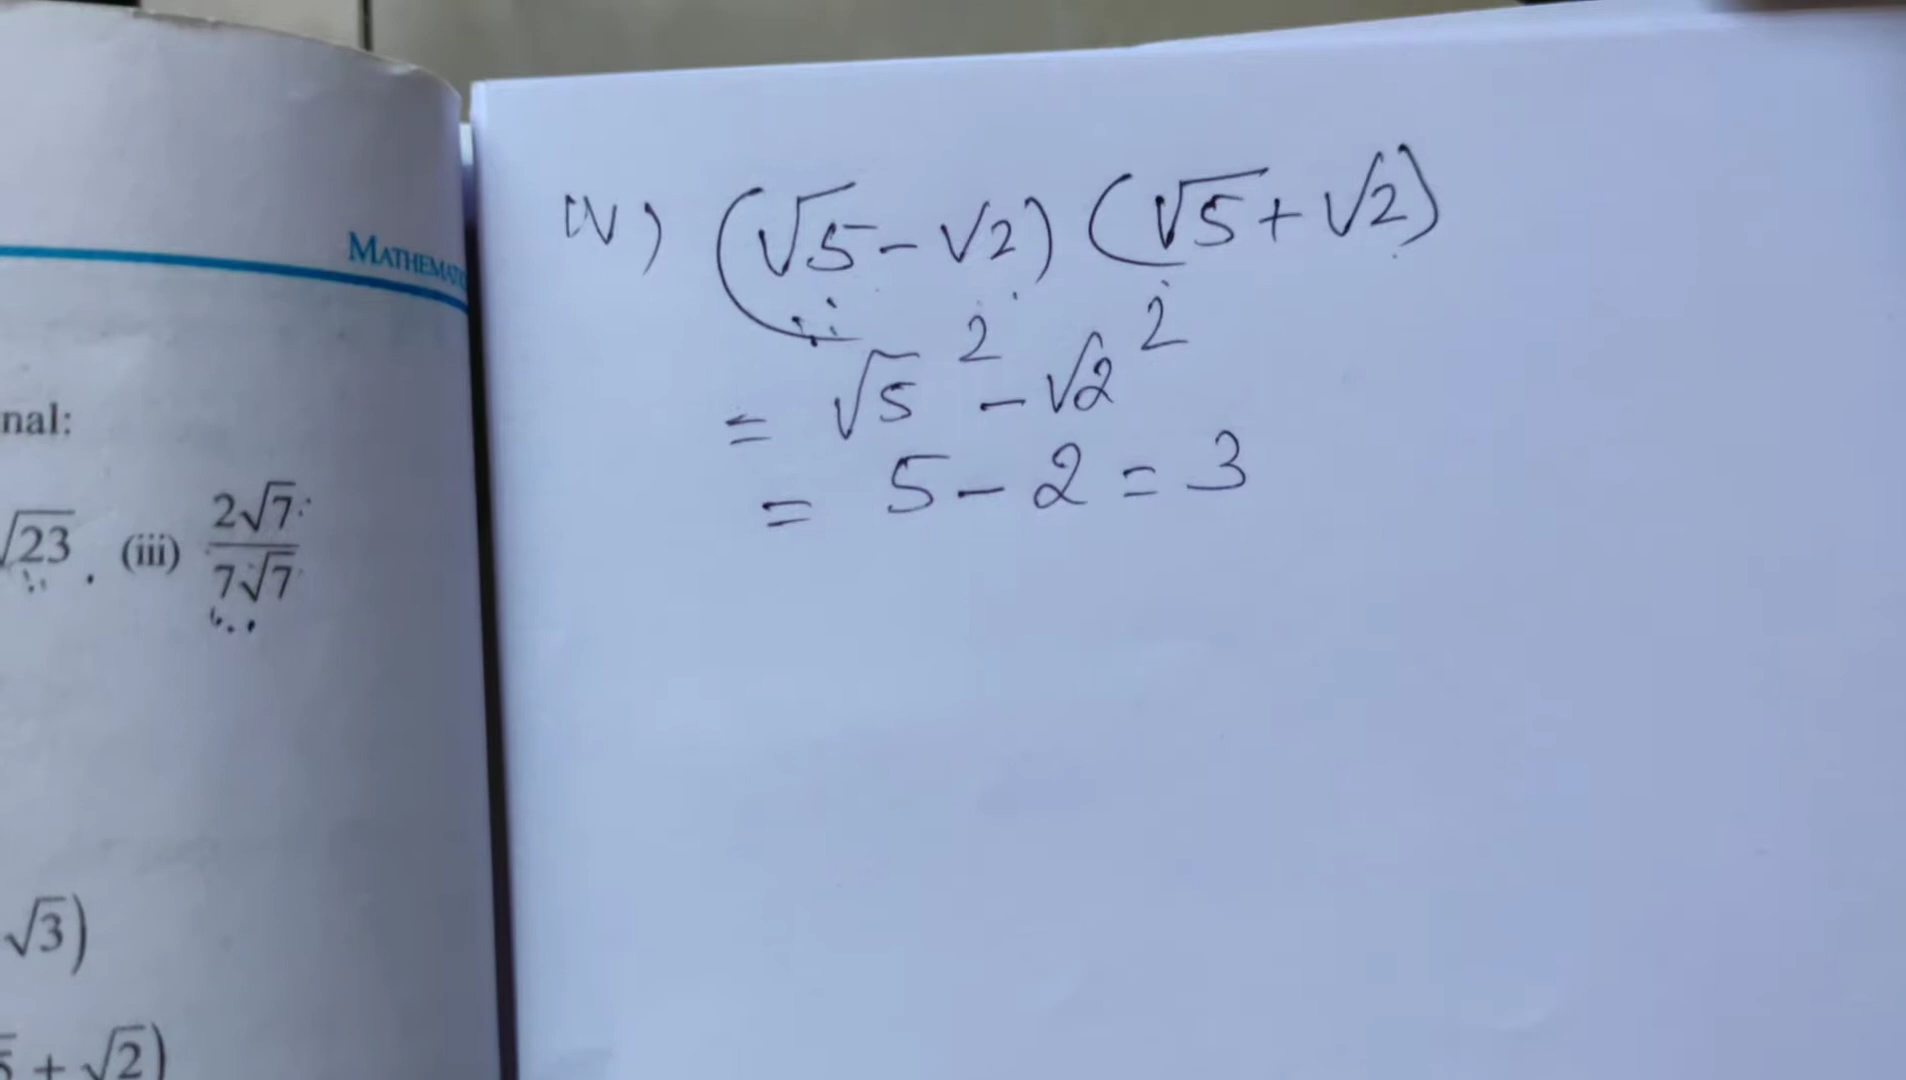 MATHEMAT
nal:
√23 . (iii) 2√7 / 7√7
√3)
+ √2)
iv) (√5 - √2) (√5 + √2)
= √5² - √2²
= 5 - 2 = 3